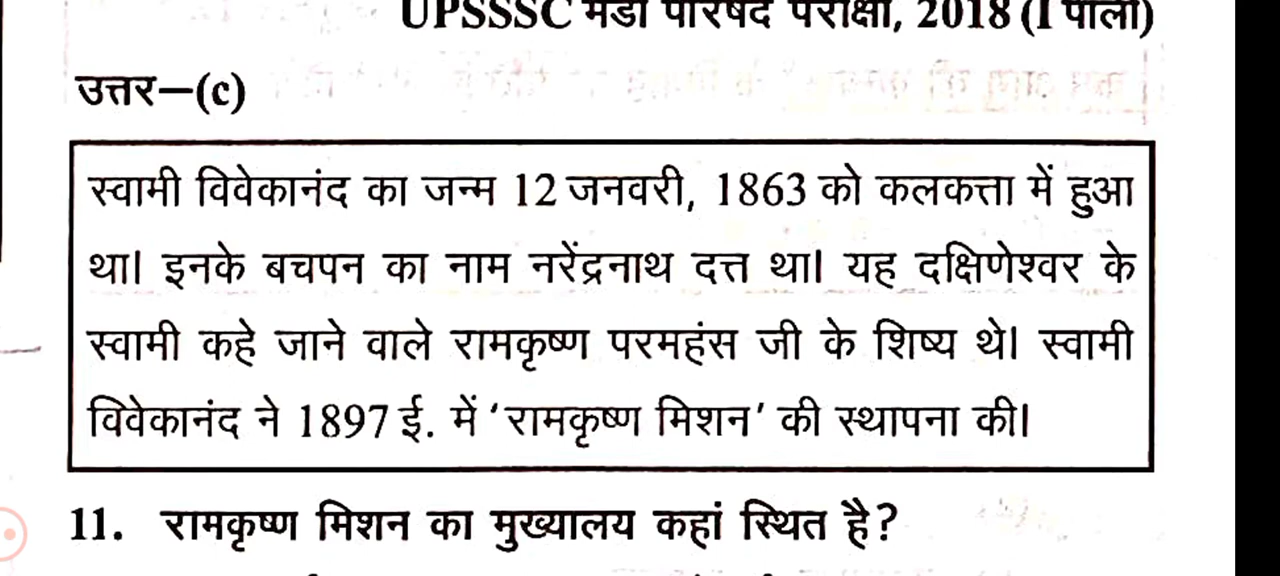 UPSSSC मंडी परिषद परीक्षा, 2018 (I पाली)
उत्तर–(c)
स्वामी विवेकानंद का जन्म 12 जनवरी, 1863 को कलकत्ता में हुआ
था। इनके बचपन का नाम नरेंद्रनाथ दत्त था। यह दक्षिणेश्वर के
स्वामी कहे जाने वाले रामकृष्ण परमहंस जी के शिष्य थे। स्वामी
विवेकानंद ने 1897 ई. में ‘रामकृष्ण मिशन’ की स्थापना की।
11. रामकृष्ण मिशन का मुख्यालय कहां स्थित है?